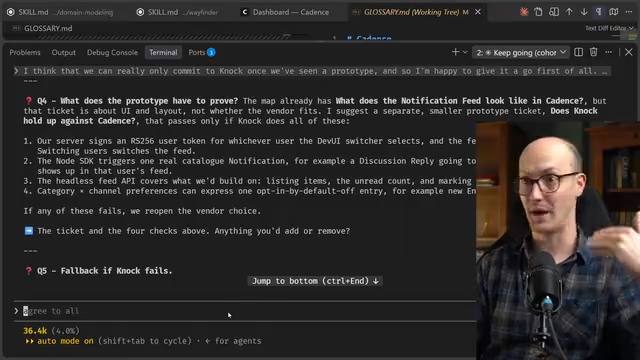 SKILL.md .../domain-modeling
SKILL.md .../wayfinder
Dashboard — Cadence
GLOSSARY.md (Working Tree)
GLOSSARY.md
Text Diff Editor
1 # Cadence
Problems Output Debug Console Terminal Ports 3
2: ✳ Keep going (cohor
> I think that we can really only commit to Knock once we've seen a prototype, and so I'm happy to give it a go first of all. …
---
❓ Q4 — What does the prototype have to prove? The map already has What does the Notification Feed look like in Cadence?, but
that ticket is about UI and layout, not whether the vendor fits. I suggest a separate, smaller prototype ticket, Does Knock
hold up against Cadence?, that passes only if Knock does all of these:
1. Our server signs an RS256 user token for whichever user the DevUI switcher selects, and the fe
Switching users switches the feed.
2. The Node SDK triggers one real catalogue Notification, for example a Discussion Reply going to
shows up in that user's feed.
3. The headless feed API covers what we'd build on: listing items, the unread count, and marking
4. Category × channel preferences can express one opt-in-by-default-off entry, for example new En
If any of these fails, we reopen the vendor choice.
➡ The ticket and the four checks above. Anything you'd add or remove?
---
❓ Q5 — Fallback if Knock fails.
Jump to bottom (ctrl+End) ↓
> agree to all
36.4k (4.0%)
⏵⏵ auto mode on (shift+tab to cycle) · ← for agents